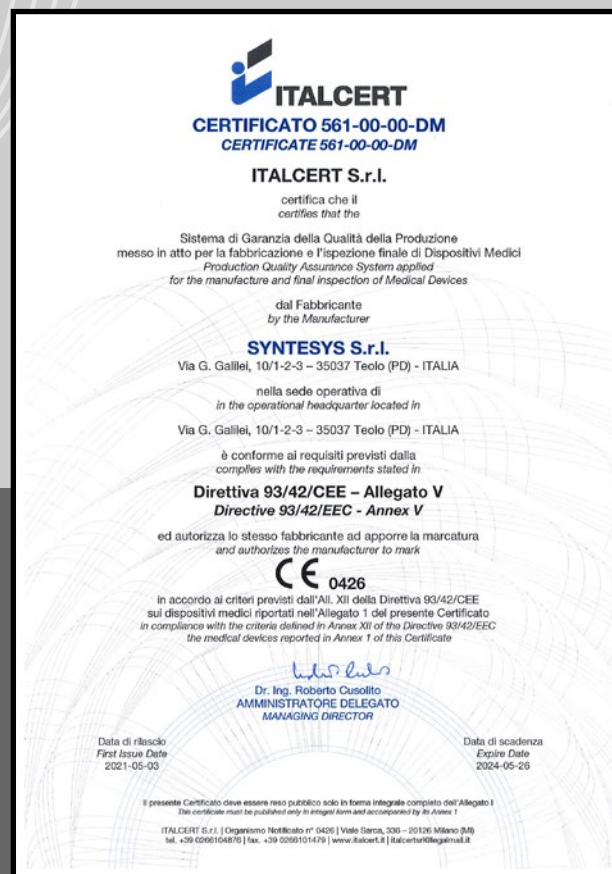 ITALCERT
CERTIFICATO 561-00-00-DM
CERTIFICATE 561-00-00-DM
ITALCERT S.r.l.
certifica che il
certifies that the
Sistema di Garanzia della Qualità della Produzione
messo in atto per la fabbricazione e l'ispezione finale di Dispositivi Medici
Production Quality Assurance System applied
for the manufacture and final inspection of Medical Devices
dal Fabbricante
by the Manufacturer
SYNTESYS S.r.l.
Via G. Galilei, 10/1-2-3 – 35037 Teolo (PD) - ITALIA
nella sede operativa di
in the operational headquarter located in
Via G. Galilei, 10/1-2-3 – 35037 Teolo (PD) - ITALIA
è conforme ai requisiti previsti dalla
complies with the requirements stated in
Direttiva 93/42/CEE – Allegato V
Directive 93/42/EEC - Annex V
ed autorizza lo stesso fabbricante ad apporre la marcatura
and authorizes the manufacturer to mark
CE 0426
in accordo ai criteri previsti dall'All. XII della Direttiva 93/42/CEE
sui dispositivi medici riportati nell'Allegato 1 del presente Certificato
in compliance with the criteria defined in Annex XII of the Directive 93/42/EEC
the medical devices reported in Annex 1 of this Certificate
Dr. Ing. Roberto Cusolito
AMMINISTRATORE DELEGATO
MANAGING DIRECTOR
Data di rilascio
First Issue Date
2021-05-03
Data di scadenza
Expire Date
2024-05-26
Il presente Certificato deve essere reso pubblico solo in forma integrale completo dell'Allegato I
This certificate must be published only in integral form and accompanied by its Annex 1
ITALCERT S.r.l. | Organismo Notificato n° 0426 | Viale Sarca, 336 – 20126 Milano (MI)
tel. +39 0266104876 | fax. +39 0266101479 | www.italcert.it | italcertsrl@legalmail.it